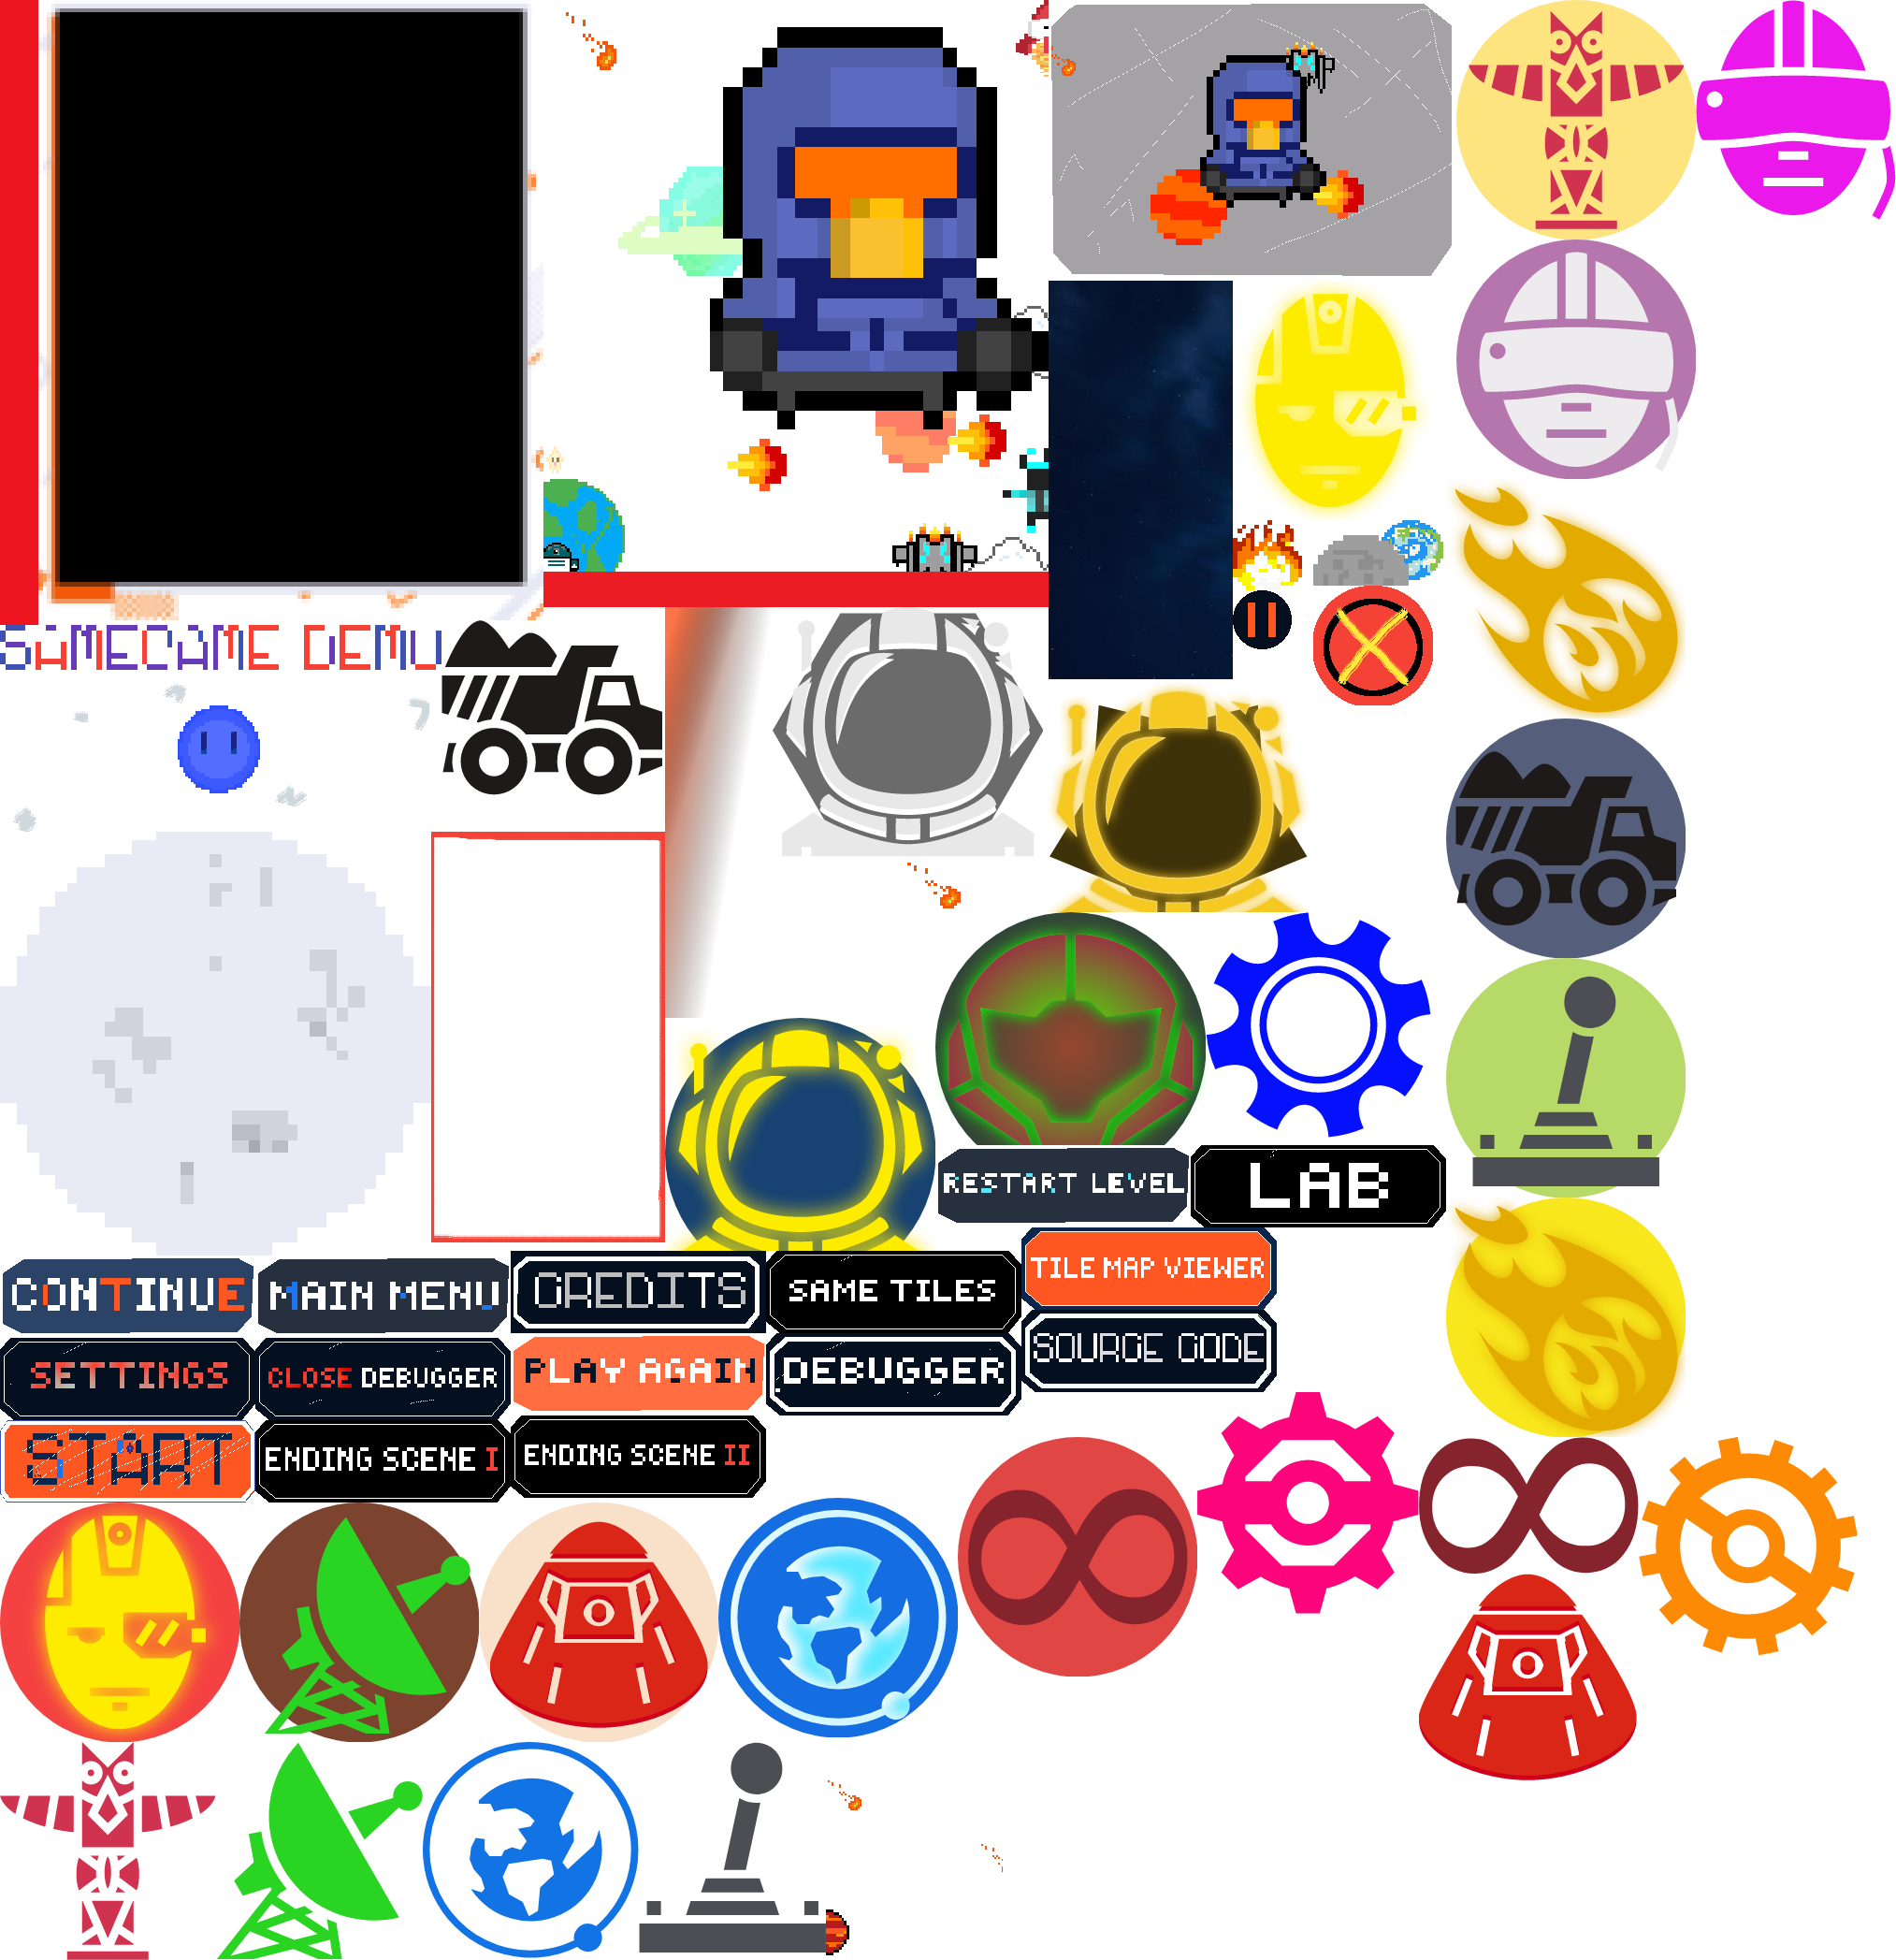 SAMECAME DEMO
RESTART LEVEL
LAB
TILE MAP VIEWER
CONTINUE
MAIN MENU
CREDITS
SAME TILES
SOURCE CODE
SETTINGS
CLOSE DEBUGGER
PLAY AGAIN
DEBUGGER
START
ENDING SCENE I
ENDING SCENE II